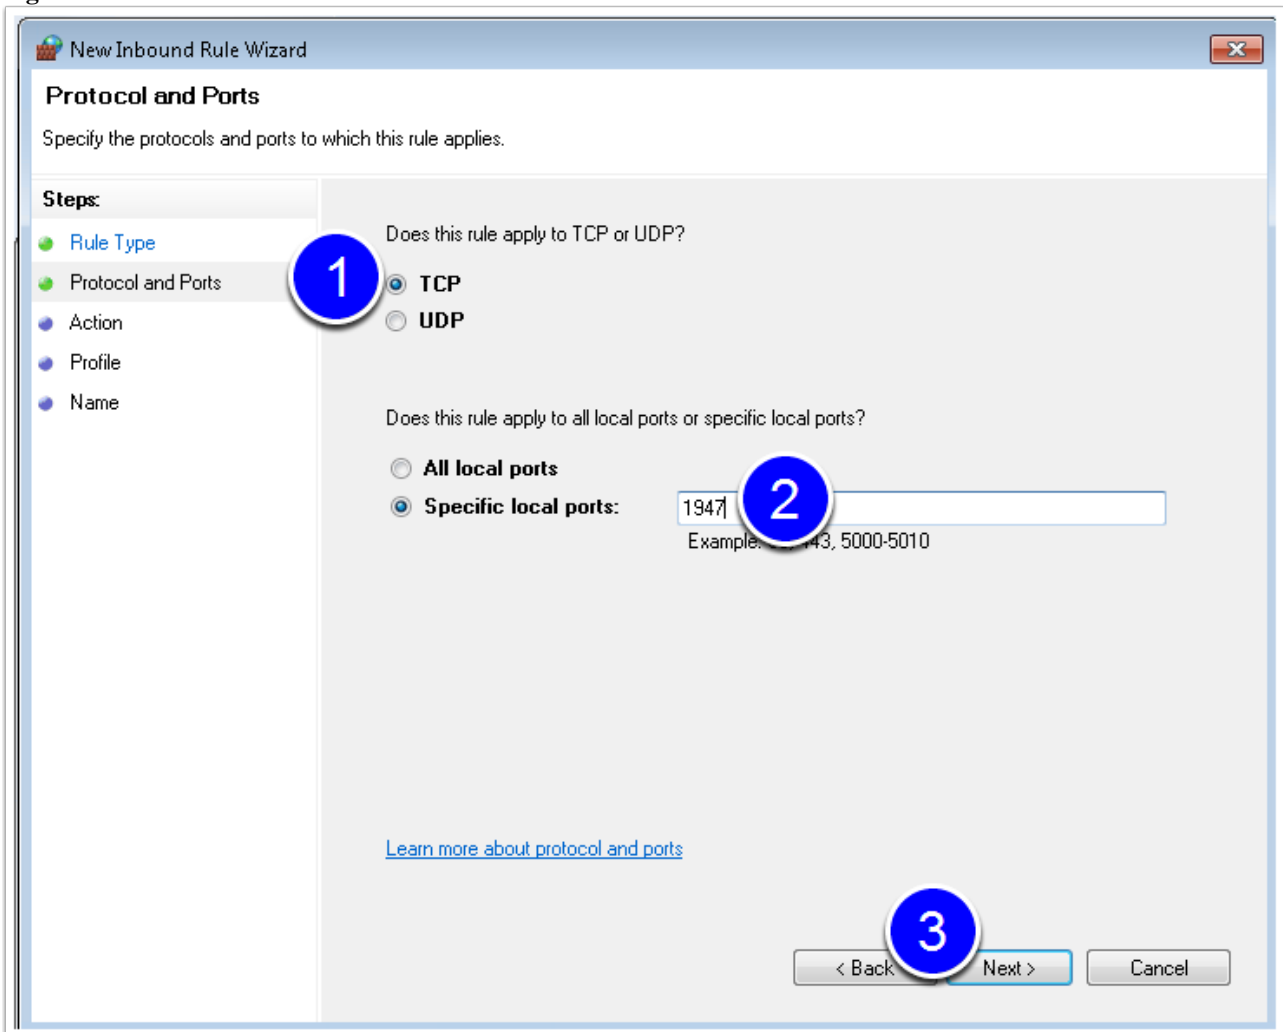 New Inbound Rule Wizard
Protocol and Ports
Specify the protocols and ports to which this rule applies.
Steps:
Rule Type
Protocol and Ports
Action
Profile
Name
Does this rule apply to TCP or UDP?
1
TCP
UDP
Does this rule apply to all local ports or specific local ports?
All local ports
Specific local ports:
1947
2
Example: 43, 5000-5010
Learn more about protocol and ports
3
< Back
Next >
Cancel